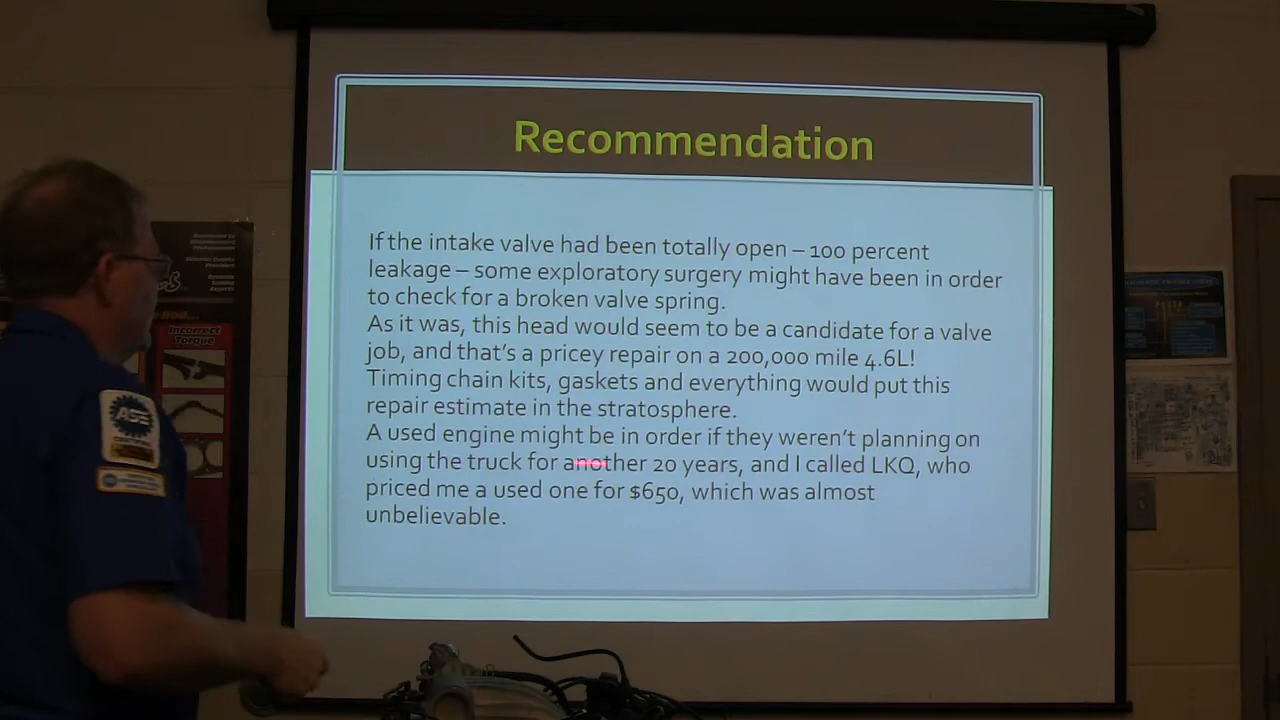 Recommendation
If the intake valve had been totally open – 100 percent
leakage – some exploratory surgery might have been in order
to check for a broken valve spring.
As it was, this head would seem to be a candidate for a valve
job, and that's a pricey repair on a 200,000 mile 4.6L!
Timing chain kits, gaskets and everything would put this
repair estimate in the stratosphere.
A used engine might be in order if they weren't planning on
using the truck for another 20 years, and I called LKQ, who
priced me a used one for $650, which was almost
unbelievable.
Incorrect
Torque
ASE